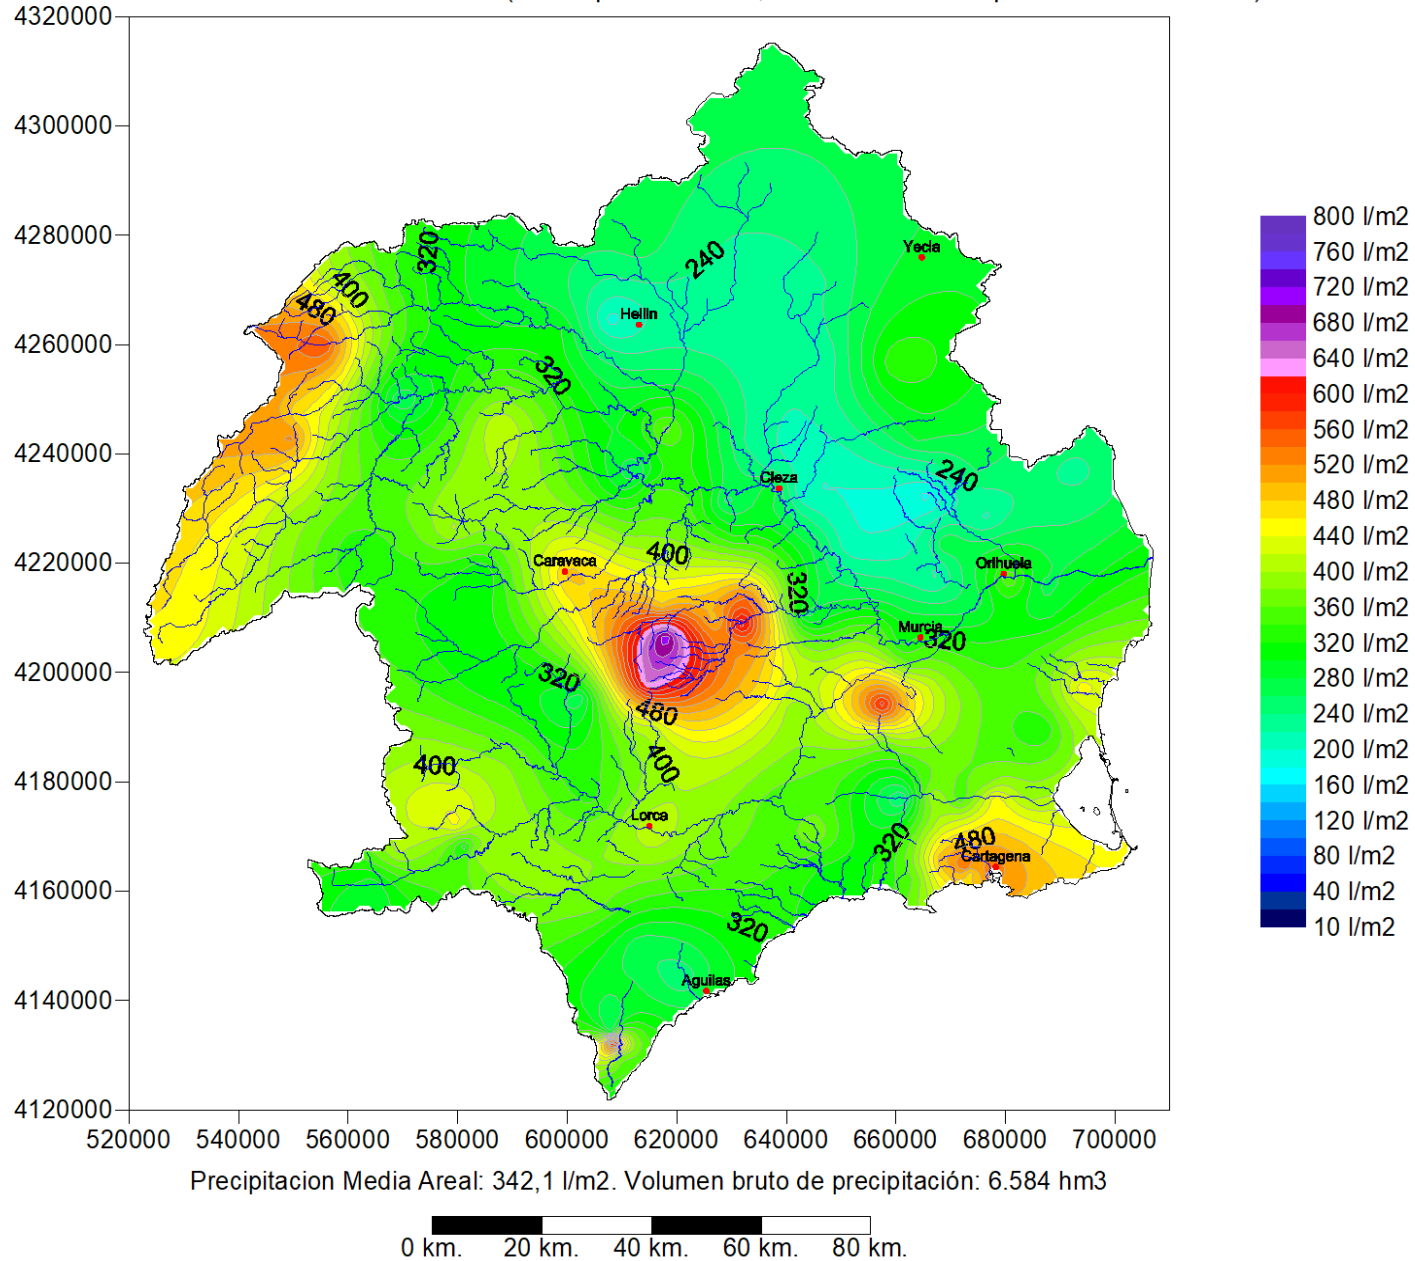 4320000
4300000
4280000
4260000
4240000
4220000
4200000
4180000
4160000
4140000
4120000
520000 540000 560000 580000 600000 620000 640000 660000 680000 700000
320
400
480
240
Yecla
Hellin
320
240
Cieza
400
Caravaca
Orihuela
320
Murcia
320
320
480
400
400
Lorca
320
480
Cartagena
320
Aguilas
800 l/m2
760 l/m2
720 l/m2
680 l/m2
640 l/m2
600 l/m2
560 l/m2
520 l/m2
480 l/m2
440 l/m2
400 l/m2
360 l/m2
320 l/m2
280 l/m2
240 l/m2
200 l/m2
160 l/m2
120 l/m2
80 l/m2
40 l/m2
10 l/m2
Precipitacion Media Areal: 342,1 l/m2. Volumen bruto de precipitación: 6.584 hm3
0 km. 20 km. 40 km. 60 km. 80 km.